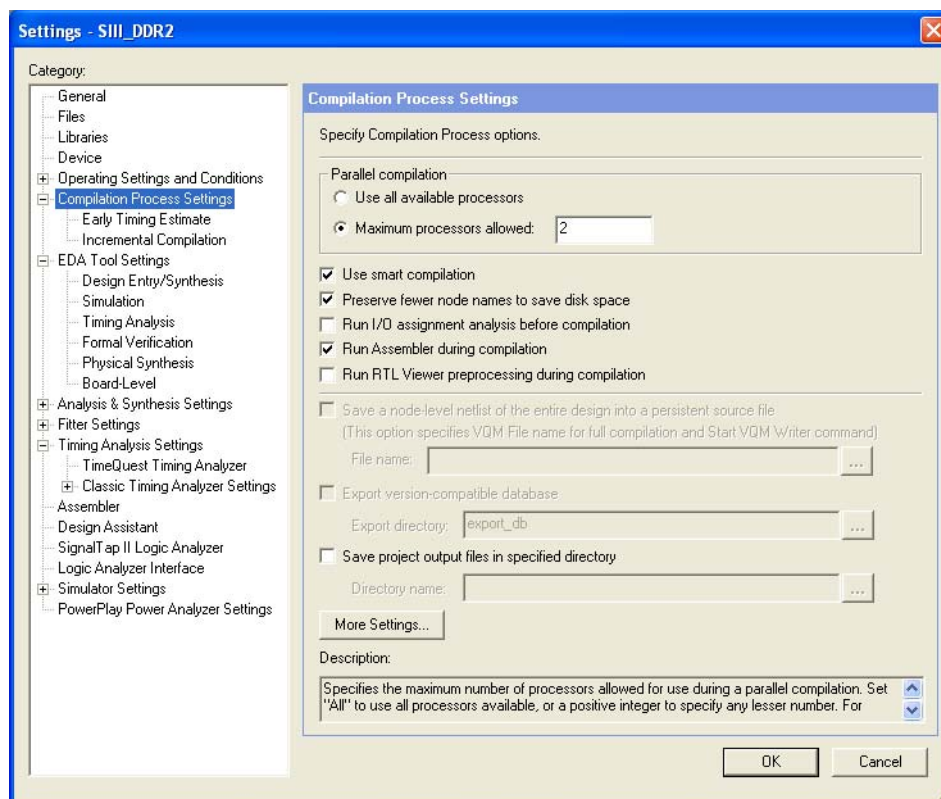 Settings - SIII_DDR2
Category:
General
Files
Libraries
Device
Operating Settings and Conditions
Compilation Process Settings
Early Timing Estimate
Incremental Compilation
EDA Tool Settings
Design Entry/Synthesis
Simulation
Timing Analysis
Formal Verification
Physical Synthesis
Board-Level
Analysis & Synthesis Settings
Fitter Settings
Timing Analysis Settings
TimeQuest Timing Analyzer
Classic Timing Analyzer Settings
Assembler
Design Assistant
SignalTap II Logic Analyzer
Logic Analyzer Interface
Simulator Settings
PowerPlay Power Analyzer Settings
Compilation Process Settings
Specify Compilation Process options.
Parallel compilation
Use all available processors
Maximum processors allowed: 2
Use smart compilation
Preserve fewer node names to save disk space
Run I/O assignment analysis before compilation
Run Assembler during compilation
Run RTL Viewer preprocessing during compilation
Save a node-level netlist of the entire design into a persistent source file
(This option specifies VQM File name for full compilation and Start VQM Writer command)
File name: ...
Export version-compatible database
Export directory: export_db ...
Save project output files in specified directory
Directory name: ...
More Settings...
Description:
Specifies the maximum number of processors allowed for use during a parallel compilation. Set
"All" to use all processors available, or a positive integer to specify any lesser number. For
OK Cancel